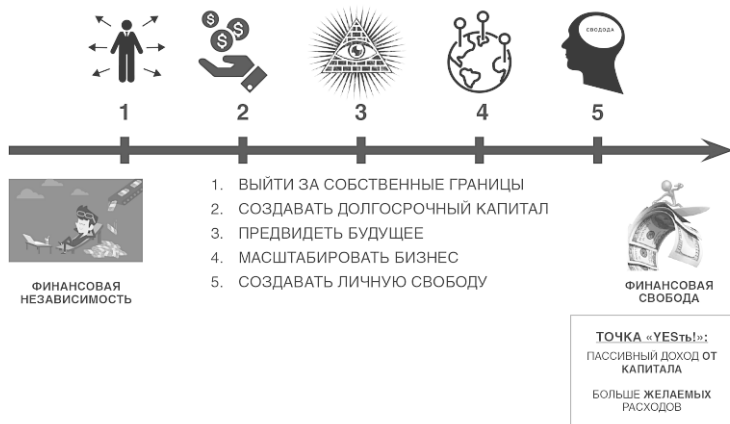 СВОБОДА
1 2 3 4 5
1. ВЫЙТИ ЗА СОБСТВЕННЫЕ ГРАНИЦЫ
2. СОЗДАВАТЬ ДОЛГОСРОЧНЫЙ КАПИТАЛ
3. ПРЕДВИДЕТЬ БУДУЩЕЕ
4. МАСШТАБИРОВАТЬ БИЗНЕС
5. СОЗДАВАТЬ ЛИЧНУЮ СВОБОДУ
ФИНАНСОВАЯ
НЕЗАВИСИМОСТЬ
ФИНАНСОВАЯ
СВОБОДА
ТОЧКА «YESть!»:
ПАССИВНЫЙ ДОХОД ОТ
КАПИТАЛА
БОЛЬШЕ ЖЕЛАЕМЫХ
РАСХОДОВ